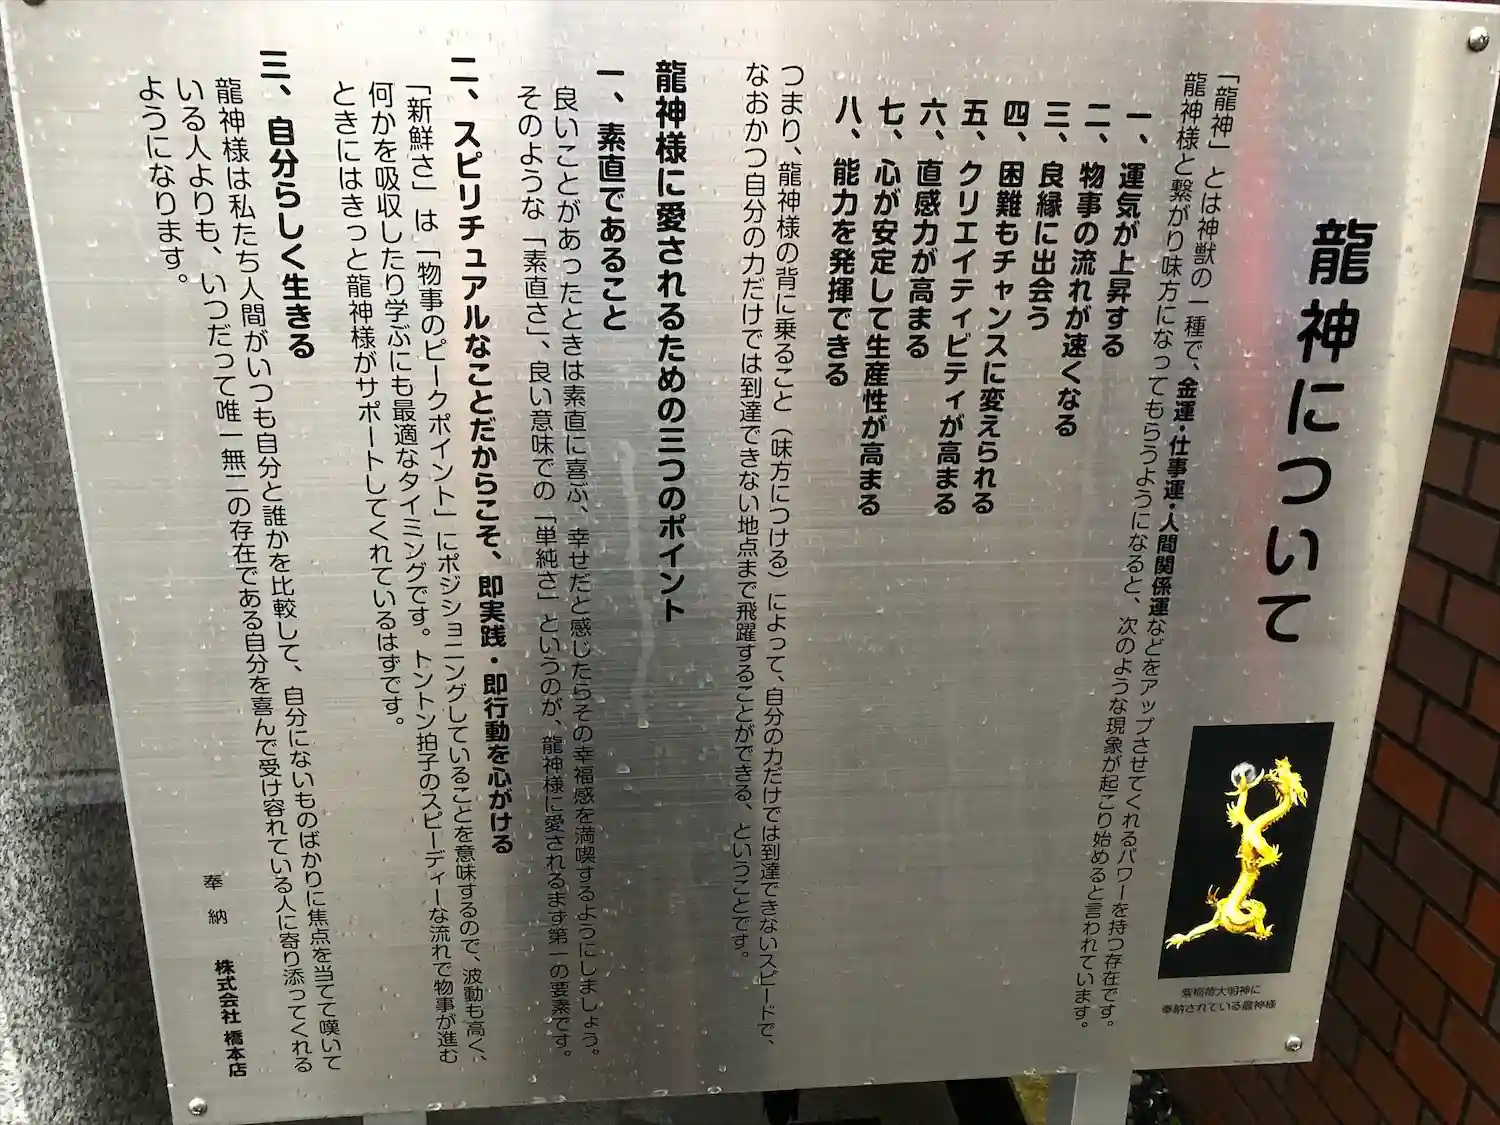 龍神について
「龍神」とは神獣の一種で、金運・仕事運・人間関係運などをアップさせてくれるパワーを持つ存在です。
龍神様と繋がり味方になってもらうようになると、次のような現象が起こり始めると言われています。
一、運気が上昇する
二、物事の流れが速くなる
三、良縁に出会う
四、困難もチャンスに変えられる
五、クリエイティビティが高まる
六、直感力が高まる
七、心が安定して生産性が高まる
八、能力を発揮できる
つまり、龍神様の背に乗ること（味方につける）によって、自分の力だけでは到達できないスピードで、
なおかつ自分の力だけでは到達できない地点まで飛躍することができる、ということです。
龍神様に愛されるための三つのポイント
一、素直であること
良いことがあったときは素直に喜ぶ、幸せだと感じたらその幸福感を満喫するようにしましょう。
そのような「素直さ」、良い意味での「単純さ」というのが、龍神様に愛されるまず第一の要素です。
二、スピリチュアルなことだからこそ、即実践・即行動を心がける
「新鮮さ」は「物事のピークポイント」にポジショニングしていることを意味するので、波動も高く、
何かを吸収したり学ぶにも最適なタイミングです。トントン拍子のスピーディーな流れで物事が進む
ときにはきっと龍神様がサポートしてくれているはずです。
三、自分らしく生きる
龍神様は私たち人間がいつも自分と誰かを比較して、自分にないものばかりに焦点を当てて嘆いて
いる人よりも、いつだって唯一無二の存在である自分を喜んで受け容れている人に寄り添ってくれる
ようになります。
奉納 株式会社 橋本店
紫稲荷大明神に
奉納されている龍神様